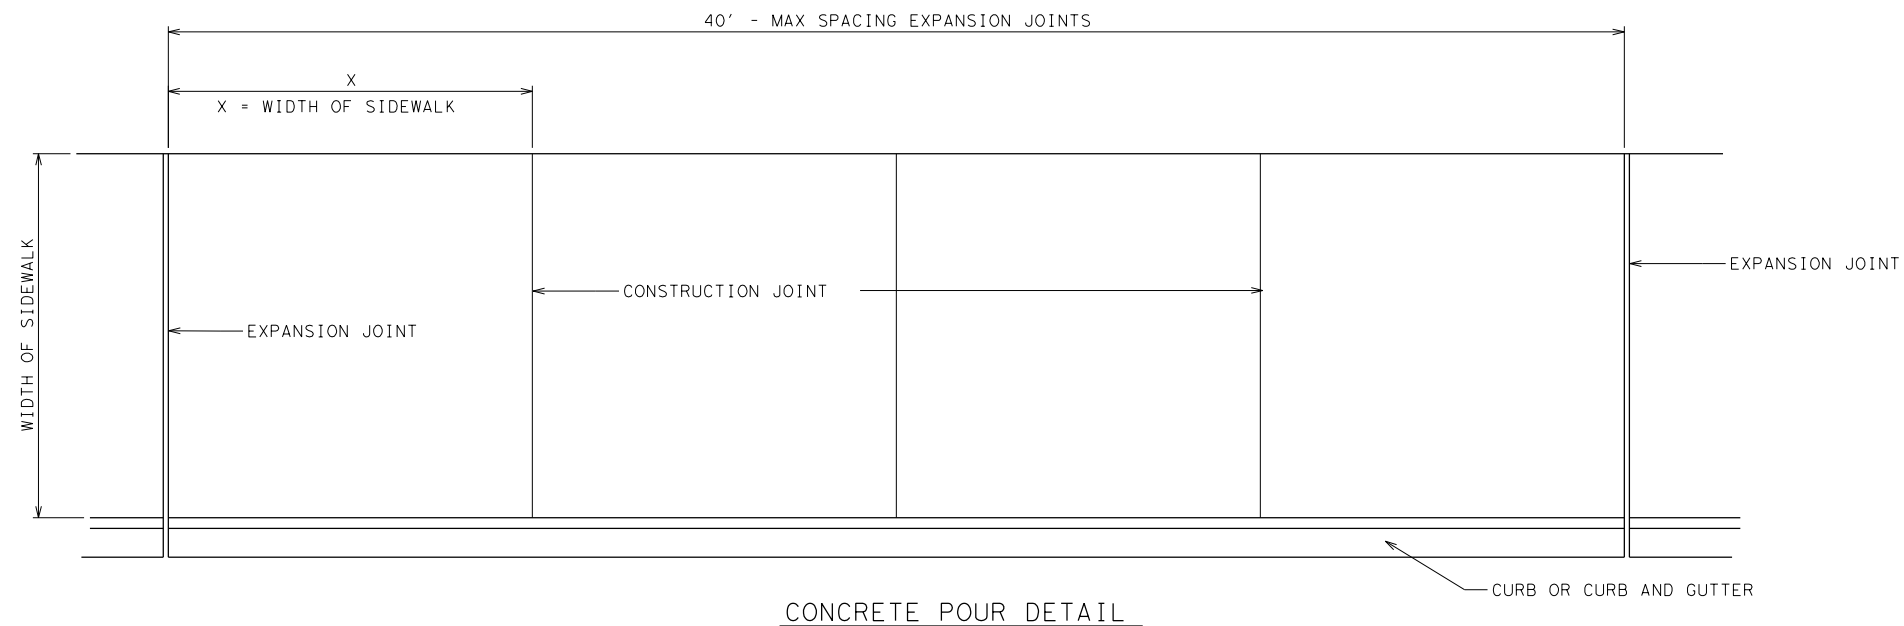 40' - MAX SPACING EXPANSION JOINTS
X
X = WIDTH OF SIDEWALK
WIDTH OF SIDEWALK
EXPANSION JOINT
CONSTRUCTION JOINT
EXPANSION JOINT
CURB OR CURB AND GUTTER
CONCRETE POUR DETAIL